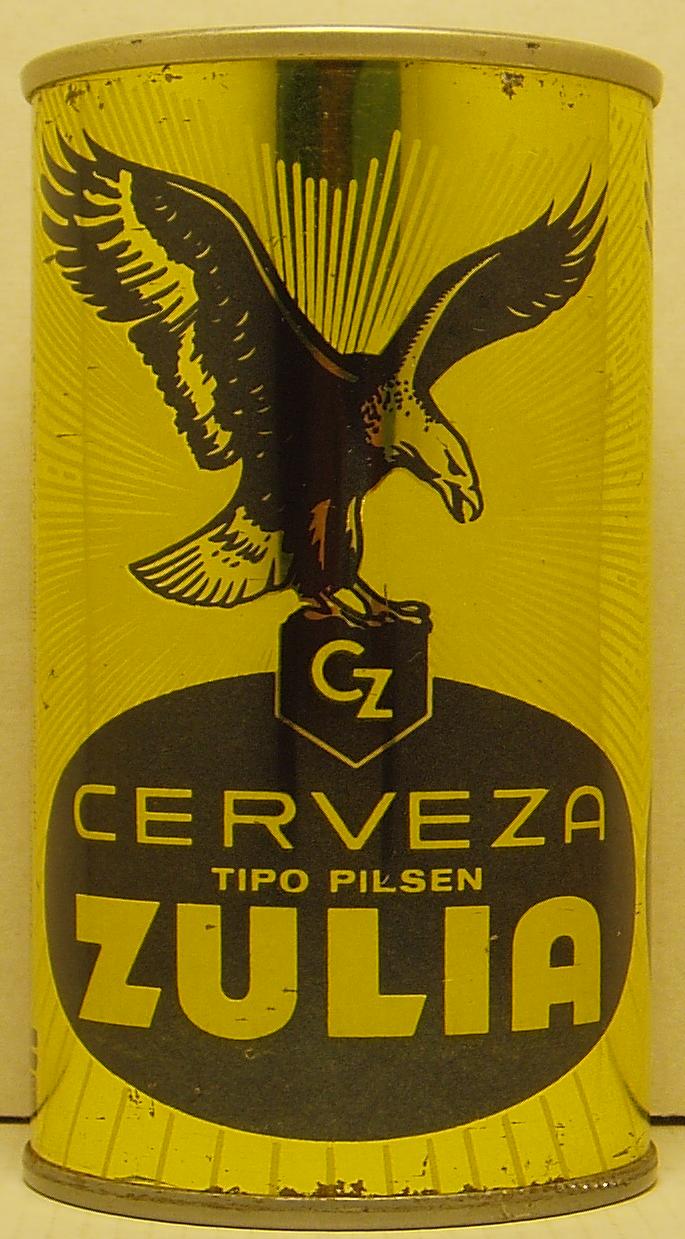 CZ
CERVEZA
TIPO PILSEN
ZULIA